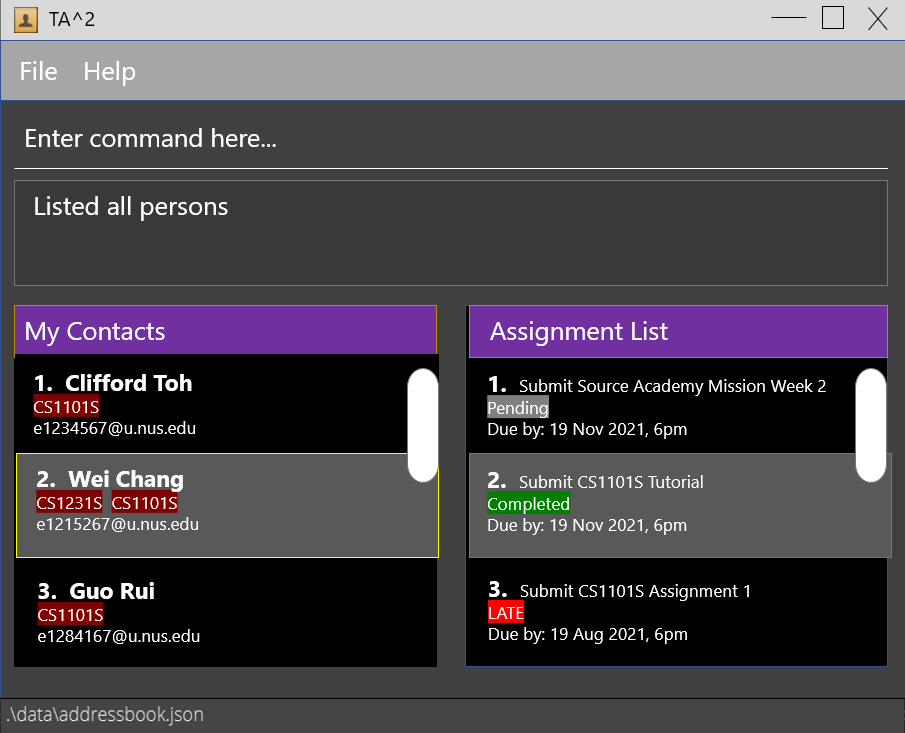 TA^2
File Help
Enter command here...
Listed all persons
My Contacts
1. Clifford Toh
CS1101S
e1234567@u.nus.edu
2. Wei Chang
CS1231S CS1101S
e1215267@u.nus.edu
3. Guo Rui
CS1101S
e1284167@u.nus.edu
Assignment List
1. Submit Source Academy Mission Week 2
Pending
Due by: 19 Nov 2021, 6pm
2. Submit CS1101S Tutorial
Completed
Due by: 19 Nov 2021, 6pm
3. Submit CS1101S Assignment 1
LATE
Due by: 19 Aug 2021, 6pm
.\data\addressbook.json